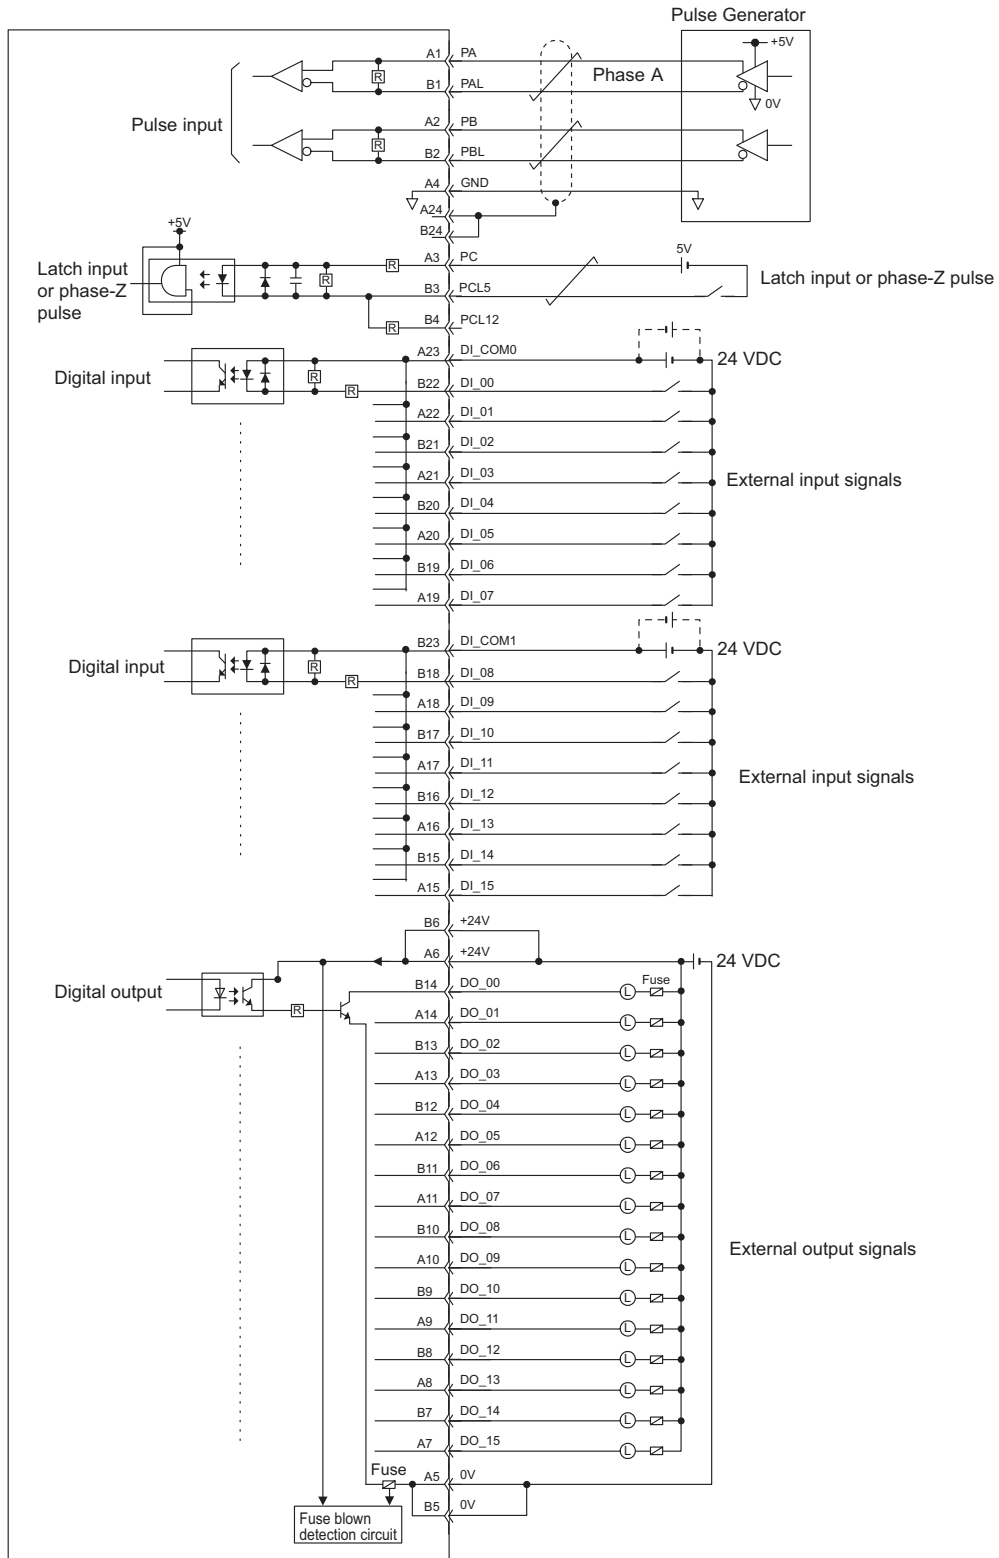 Pulse Generator
+5V
A1 PA
R
Phase A
B1 PAL
0V
Pulse input
A2 PB
R
B2 PBL
A4 GND
A24
B24
+5V
A3 PC
R
5V
Latch input
or phase-Z
pulse
R
B3 PCL5
Latch input or phase-Z pulse
B4 PCL12
R
A23 DI_COM0
24 VDC
Digital input
R
R
B22 DI_00
A22 DI_01
B21 DI_02
A21 DI_03
External input signals
B20 DI_04
A20 DI_05
B19 DI_06
A19 DI_07
B23 DI_COM1
24 VDC
Digital input
R
R
B18 DI_08
A18 DI_09
B17 DI_10
A17 DI_11
External input signals
B16 DI_12
A16 DI_13
B15 DI_14
A15 DI_15
B6 +24V
A6 +24V
24 VDC
Digital output
R
B14 DO_00
L
Fuse
A14 DO_01
L
B13 DO_02
L
A13 DO_03
L
B12 DO_04
L
A12 DO_05
L
B11 DO_06
L
A11 DO_07
L
B10 DO_08
L
External output signals
A10 DO_09
L
B9 DO_10
L
A9 DO_11
L
B8 DO_12
L
A8 DO_13
L
B7 DO_14
L
A7 DO_15
L
Fuse
A5 0V
B5 0V
Fuse blown
detection circuit